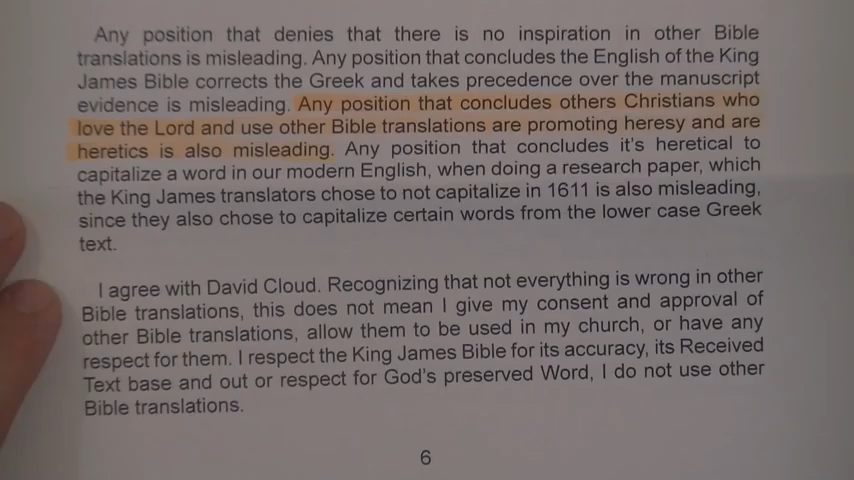 Any position that denies that there is no inspiration in other Bible
translations is misleading. Any position that concludes the English of the King
James Bible corrects the Greek and takes precedence over the manuscript
evidence is misleading. Any position that concludes others Christians who
love the Lord and use other Bible translations are promoting heresy and are
heretics is also misleading. Any position that concludes it's heretical to
capitalize a word in our modern English, when doing a research paper, which
the King James translators chose to not capitalize in 1611 is also misleading,
since they also chose to capitalize certain words from the lower case Greek
text.
I agree with David Cloud. Recognizing that not everything is wrong in other
Bible translations, this does not mean I give my consent and approval of
other Bible translations, allow them to be used in my church, or have any
respect for them. I respect the King James Bible for its accuracy, its Received
Text base and out or respect for God's preserved Word, I do not use other
Bible translations.
6